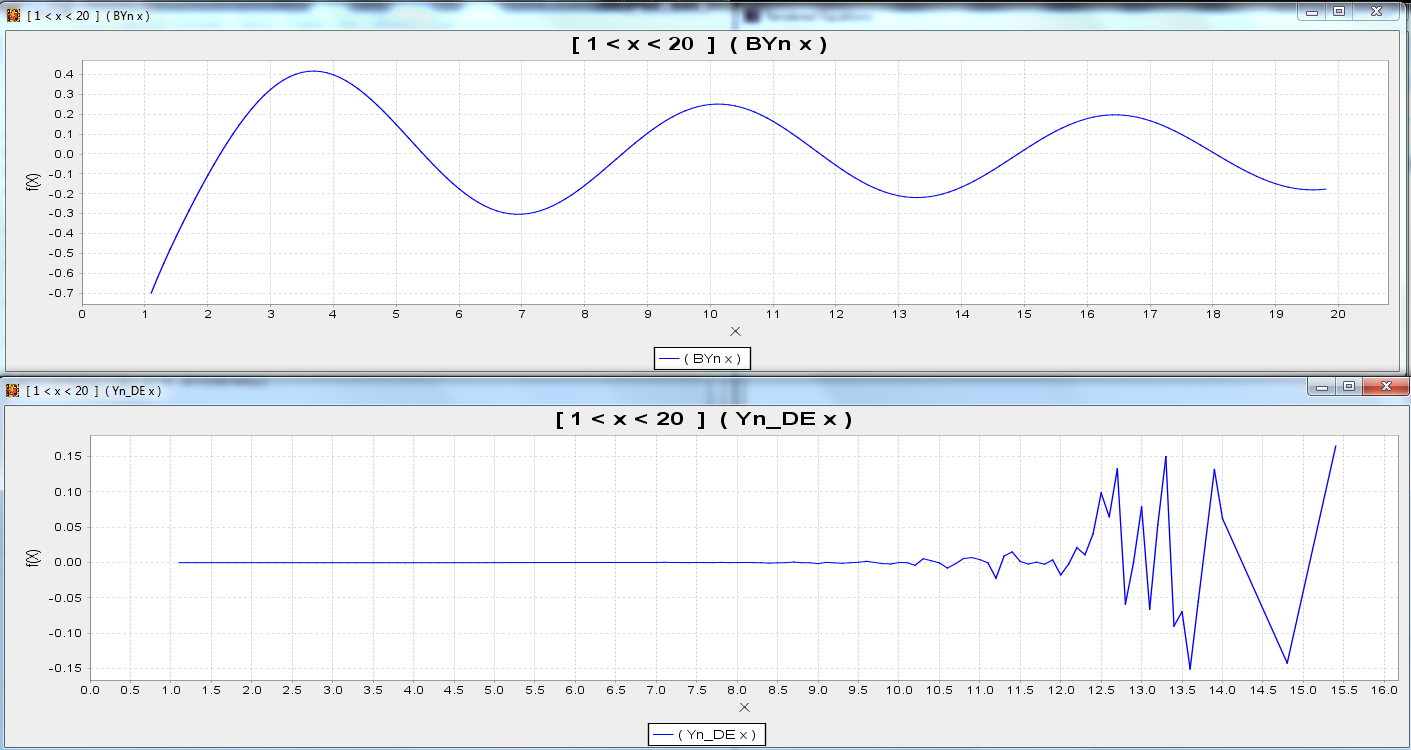 [ 1 < x < 20 ] ( BYn x )
Rendered Equations
[ 1 < x < 20 ] ( BYn x )
0.4
0.3
0.2
0.1
0.0
-0.1
-0.2
-0.3
-0.4
-0.5
-0.6
-0.7
f(X)
0 1 2 3 4 5 6 7 8 9 10 11 12 13 14 15 16 17 18 19 20
X
( BYn x )
[ 1 < x < 20 ] ( Yn_DE x )
[ 1 < x < 20 ] ( Yn_DE x )
0.15
0.10
0.05
0.00
-0.05
-0.10
-0.15
f(X)
0.0 0.5 1.0 1.5 2.0 2.5 3.0 3.5 4.0 4.5 5.0 5.5 6.0 6.5 7.0 7.5 8.0 8.5 9.0 9.5 10.0 10.5 11.0 11.5 12.0 12.5 13.0 13.5 14.0 14.5 15.0 15.5 16.0
X
( Yn_DE x )